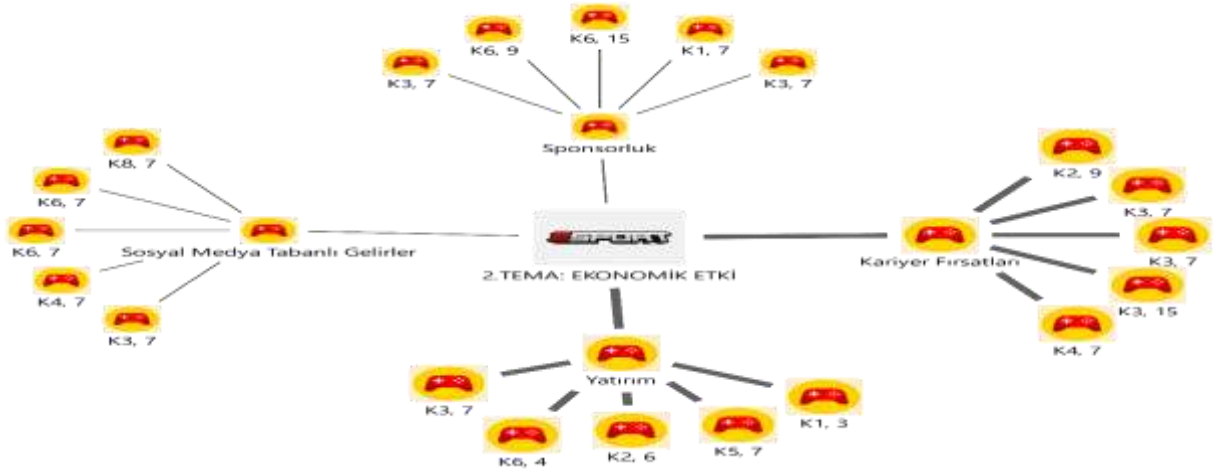 K6, 15
K6, 9
K1, 7
K3, 7
K3, 7
Sponsorluk
K8, 7
K6, 7
K6, 7
K4, 7
K3, 7
Sosyal Medya Tabanlı Gelirler
ESPORT
2.TEMA: EKONOMİK ETKİ
K2, 9
K3, 7
K3, 7
K3, 15
K4, 7
Kariyer Fırsatları
Yatırım
K3, 7
K6, 4
K2, 6
K5, 7
K1, 3